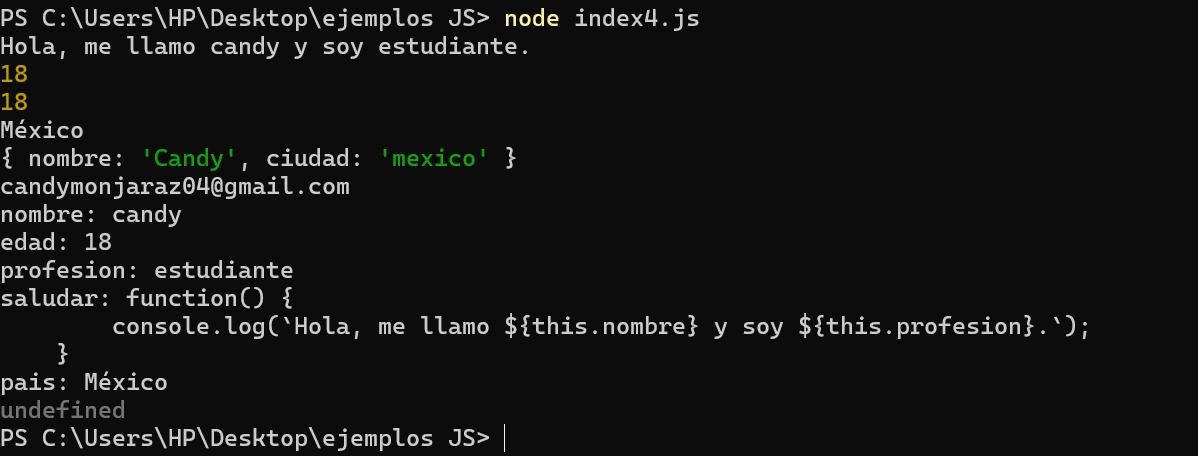 PS C:\Users\HP\Desktop\ejemplos JS> node index4.js
Hola, me llamo candy y soy estudiante.
18
18
México
{ nombre: 'Candy', ciudad: 'mexico' }
candymonjaraz04@gmail.com
nombre: candy
edad: 18
profesion: estudiante
saludar: function() {
        console.log(`Hola, me llamo ${this.nombre} y soy ${this.profesion}.`);
    }
pais: México
undefined
PS C:\Users\HP\Desktop\ejemplos JS>